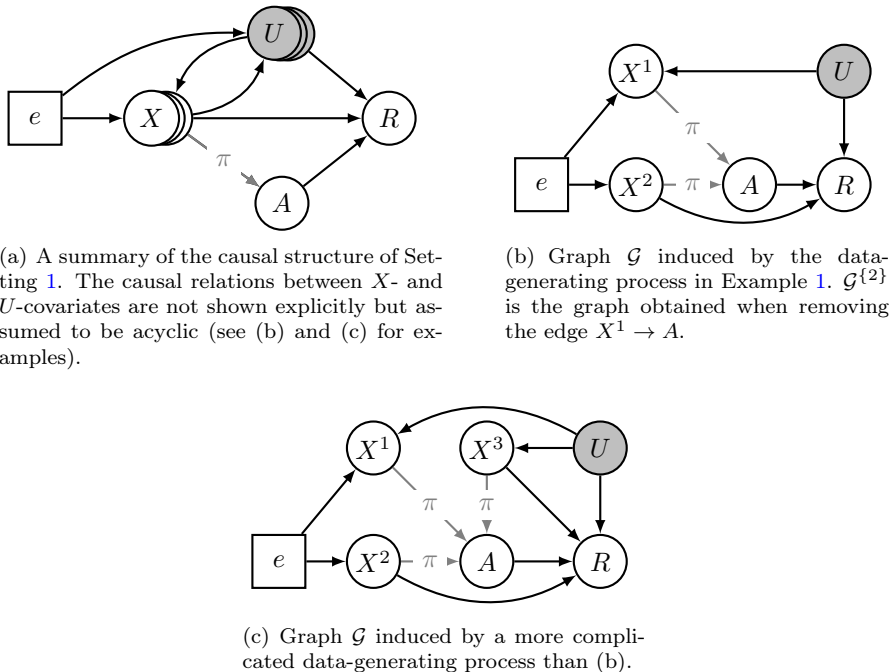 U
e
X
R
π
A
(a) A summary of the causal structure of Set-
ting 1. The causal relations between X- and
U-covariates are not shown explicitly but as-
sumed to be acyclic (see (b) and (c) for ex-
amples).
X¹
U
π
e
X²
π
A
R
(b) Graph 𝒢 induced by the data-
generating process in Example 1. 𝒢^{2}
is the graph obtained when removing
the edge X¹ → A.
X¹
X³
U
π
π
e
X²
π
A
R
(c) Graph 𝒢 induced by a more compli-
cated data-generating process than (b).